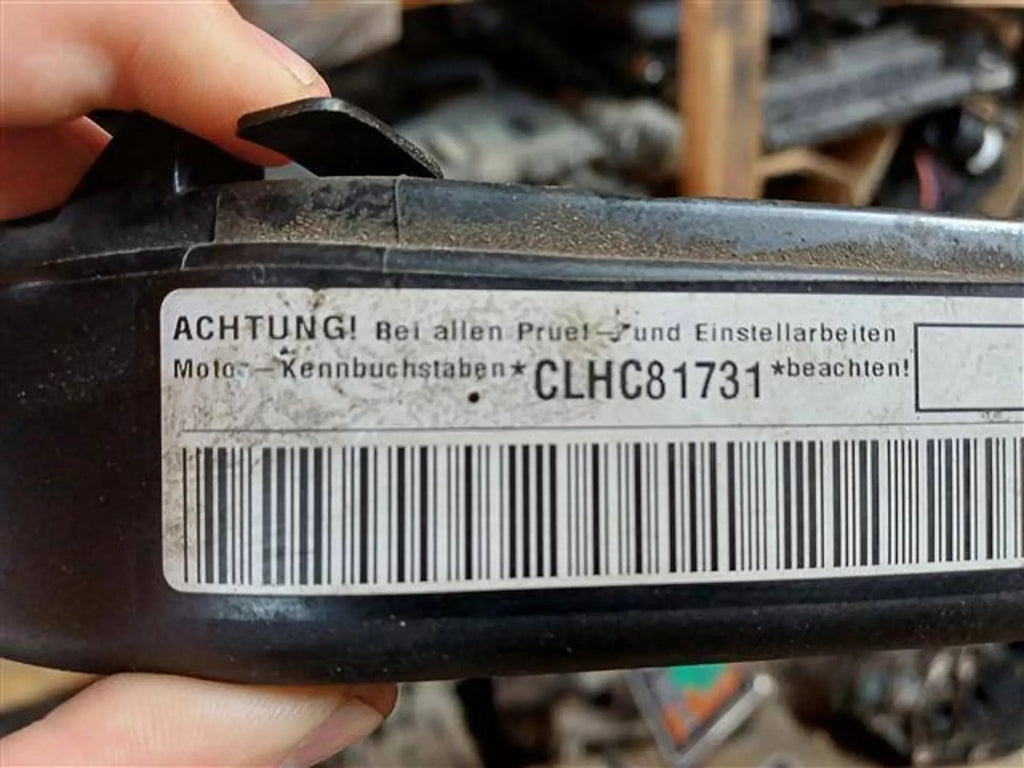 ACHTUNG! Bei allen Pruef- und Einstellarbeiten
Motor-Kennbuchstaben*CLHC81731*beachten!